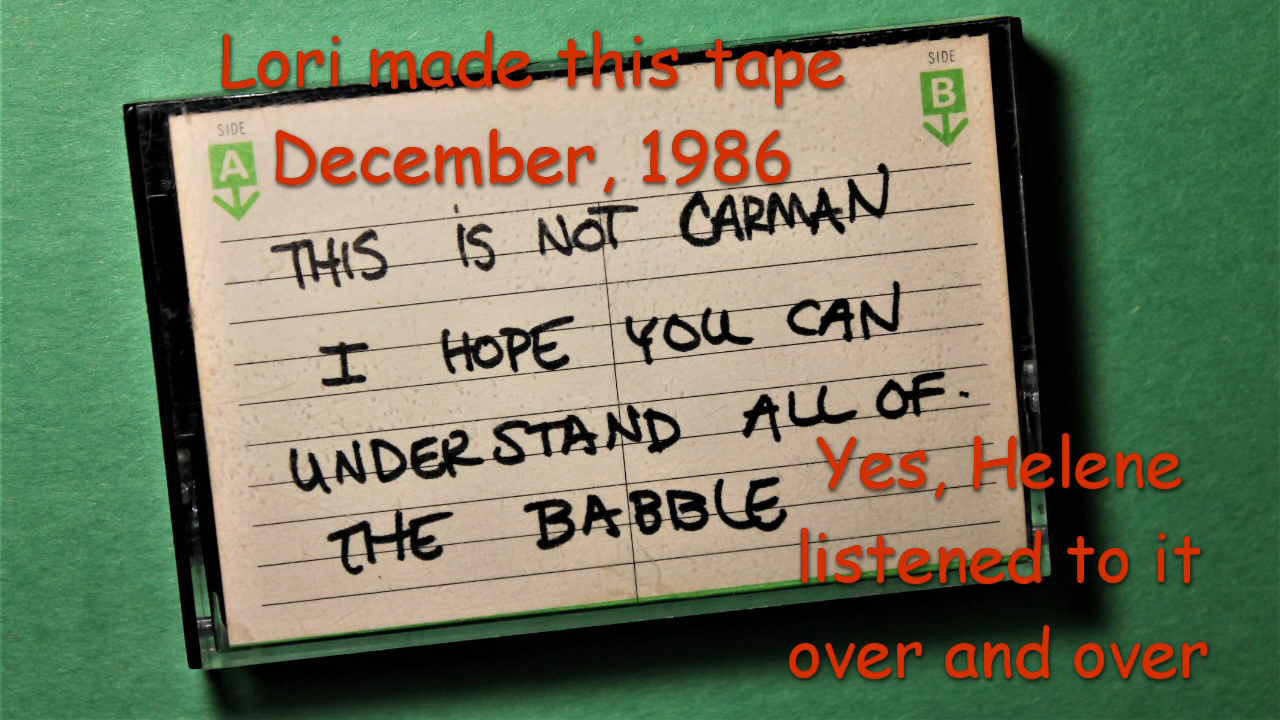 Lori made this tape
December, 1986
SIDE
A
SIDE
B
THIS IS NOT CARMAN
I HOPE YOU CAN
UNDERSTAND ALL OF.
THE BABBLE
Yes, Helene
listened to it
over and over